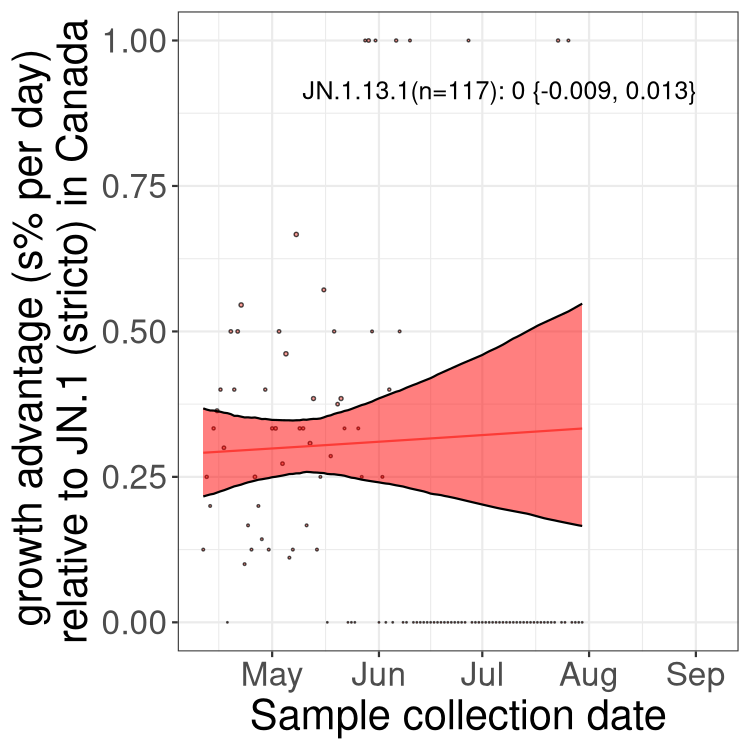 growth advantage (s% per day)
relative to JN.1 (stricto) in Canada
1.00
JN.1.13.1(n=117): 0 {-0.009, 0.013}
0.75
0.50
0.25
0.00
May Jun Jul Aug Sep
Sample collection date